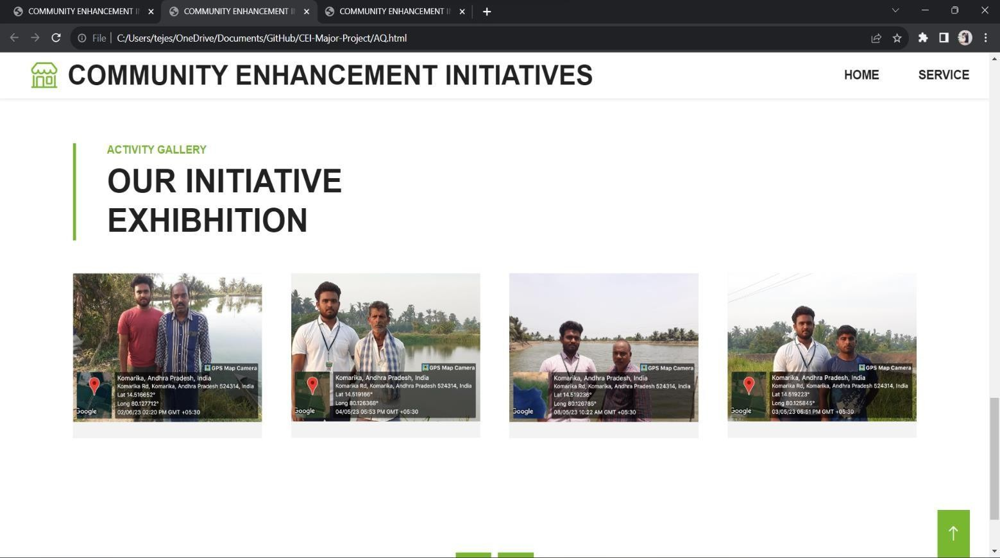 COMMUNITY ENHANCEMENT I
COMMUNITY ENHANCEMENT I
COMMUNITY ENHANCEMENT I
File | C:/Users/tejes/OneDrive/Documents/GitHub/CEI-Major-Project/AQ.html
COMMUNITY ENHANCEMENT INITIATIVES
HOME
SERVICE
ACTIVITY GALLERY
OUR INITIATIVE
EXHIBHITION
GPS Map Camera
Komarika, Andhra Pradesh, India
Komarika Rd, Komarika, Andhra Pradesh 524314, India
Lat 14.516652°
Long 80.127712°
02/06/23 02:20 PM GMT +05:30
Google
GPS Map Camera
Komarika, Andhra Pradesh, India
Komarika Rd, Komarika, Andhra Pradesh 524314, India
Lat 14.519166°
Long 80.126368°
04/05/23 05:53 PM GMT +05:30
Google
GPS Map Camera
Komarika, Andhra Pradesh, India
Komarika Rd, Komarika, Andhra Pradesh 524314, India
Lat 14.519236°
Long 80.126785°
08/05/23 10:22 AM GMT +05:30
Google
GPS Map Camera
Komarika, Andhra Pradesh, India
Komarika Rd, Komarika, Andhra Pradesh 524314, India
Lat 14.519223°
Long 80.125845°
03/05/23 06:51 PM GMT +05:30
Google